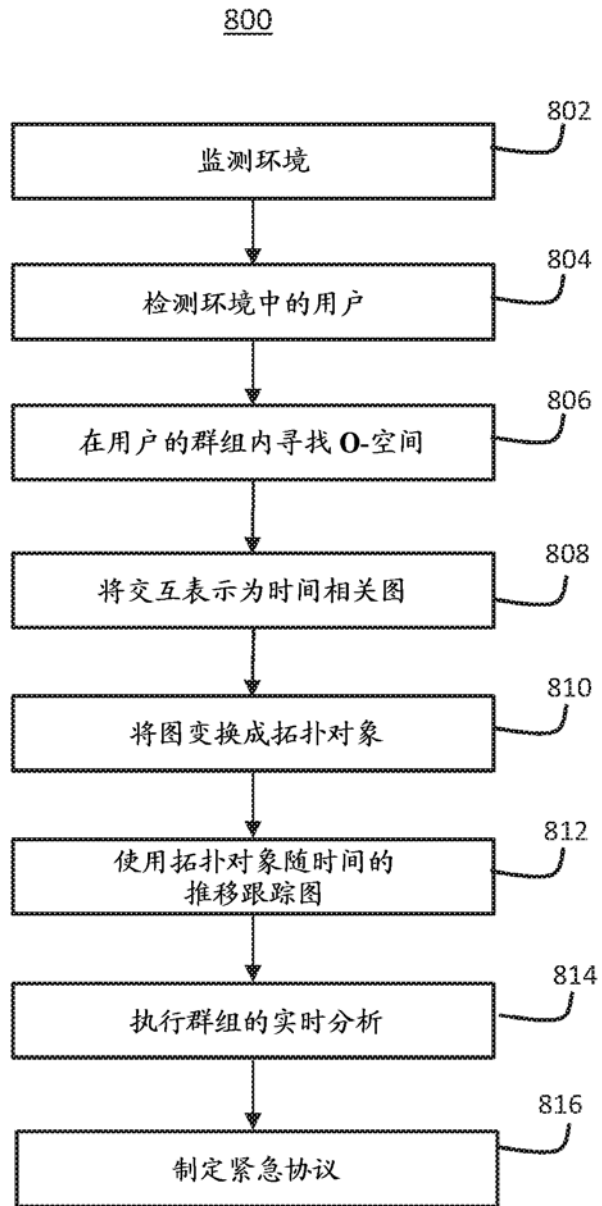 800
802
监测环境
804
检测环境中的用户
806
在用户的群组内寻找 O-空间
808
将交互表示为时间相关图
810
将图变换成拓扑对象
812
使用拓扑对象随时间的
推移跟踪图
814
执行群组的实时分析
816
制定紧急协议